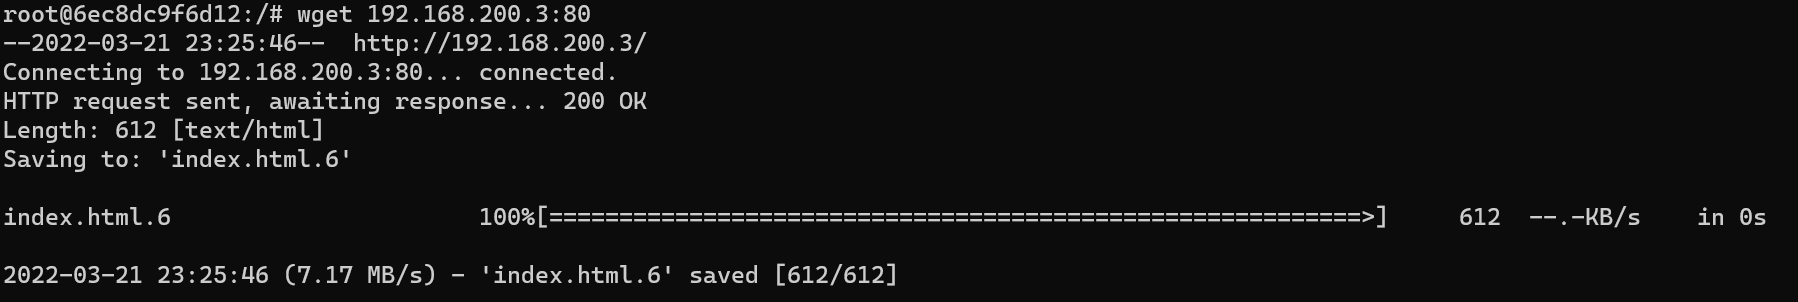 root@6ec8dc9f6d12:/# wget 192.168.200.3:80
--2022-03-21 23:25:46--  http://192.168.200.3/
Connecting to 192.168.200.3:80... connected.
HTTP request sent, awaiting response... 200 OK
Length: 612 [text/html]
Saving to: 'index.html.6'
index.html.6                      100%[==========================================================>]     612  --.-KB/s    in 0s
2022-03-21 23:25:46 (7.17 MB/s) - 'index.html.6' saved [612/612]